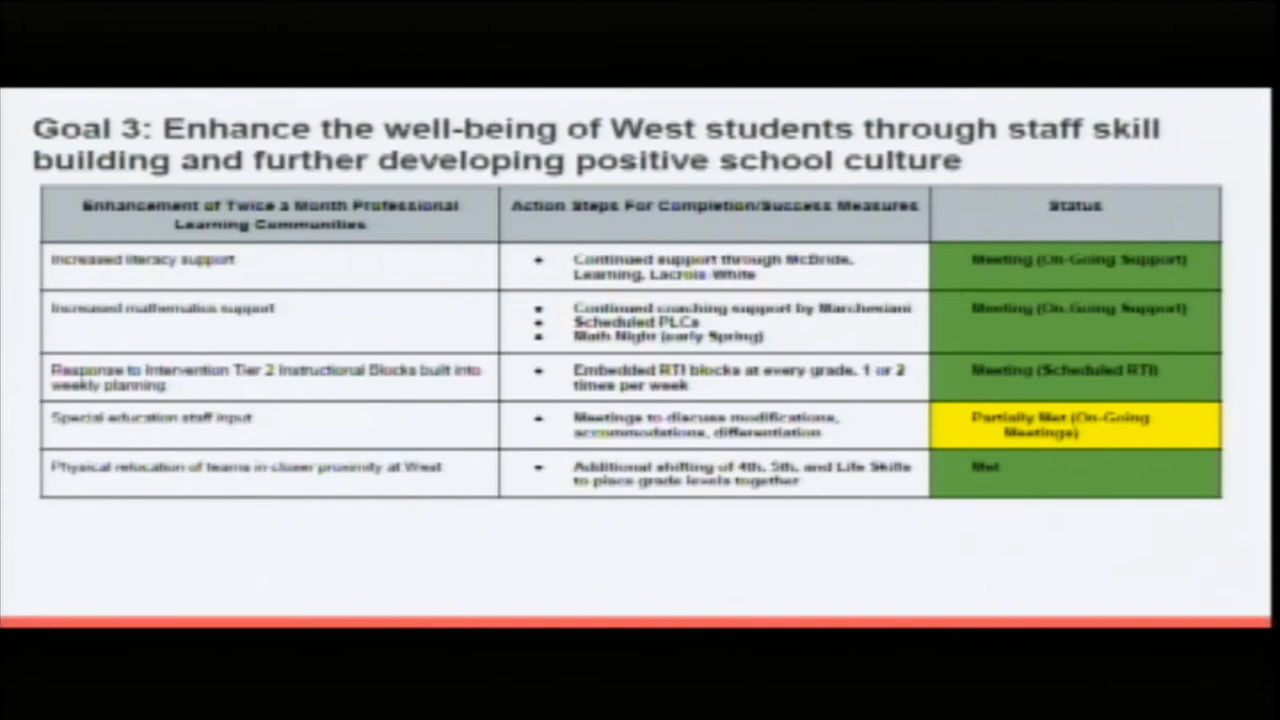 Goal 3: Enhance the well-being of West students through staff skill
building and further developing positive school culture
Enhancement of Twice a Month Professional
Learning Communities
Action Steps For Completion/Success Measures
Status
Increased literacy support
• Continued support through McBride,
Learning, Lacroix-White
Meeting (On-Going Support)
Increased mathematics support
• Continued coaching support by Marchesiani
• Scheduled PLCs
• Math Night (early Spring)
Meeting (On-Going Support)
Response to Intervention Tier 2 Instructional Blocks built into
weekly planning
• Embedded RTI blocks at every grade, 1 or 2
times per week
Meeting (Scheduled RTI)
Special education staff input
• Meetings to discuss modifications,
accommodations, differentiation
Partially Met (On-Going
Meetings)
Physical relocation of teams in closer proximity at West
• Additional shifting of 4th, 5th, and Life Skills
to place grade levels together
Met